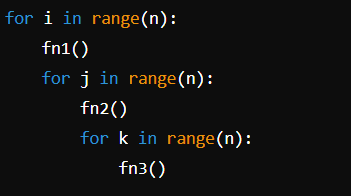 for i in range(n):
    fn1()
    for j in range(n):
        fn2()
        for k in range(n):
            fn3()